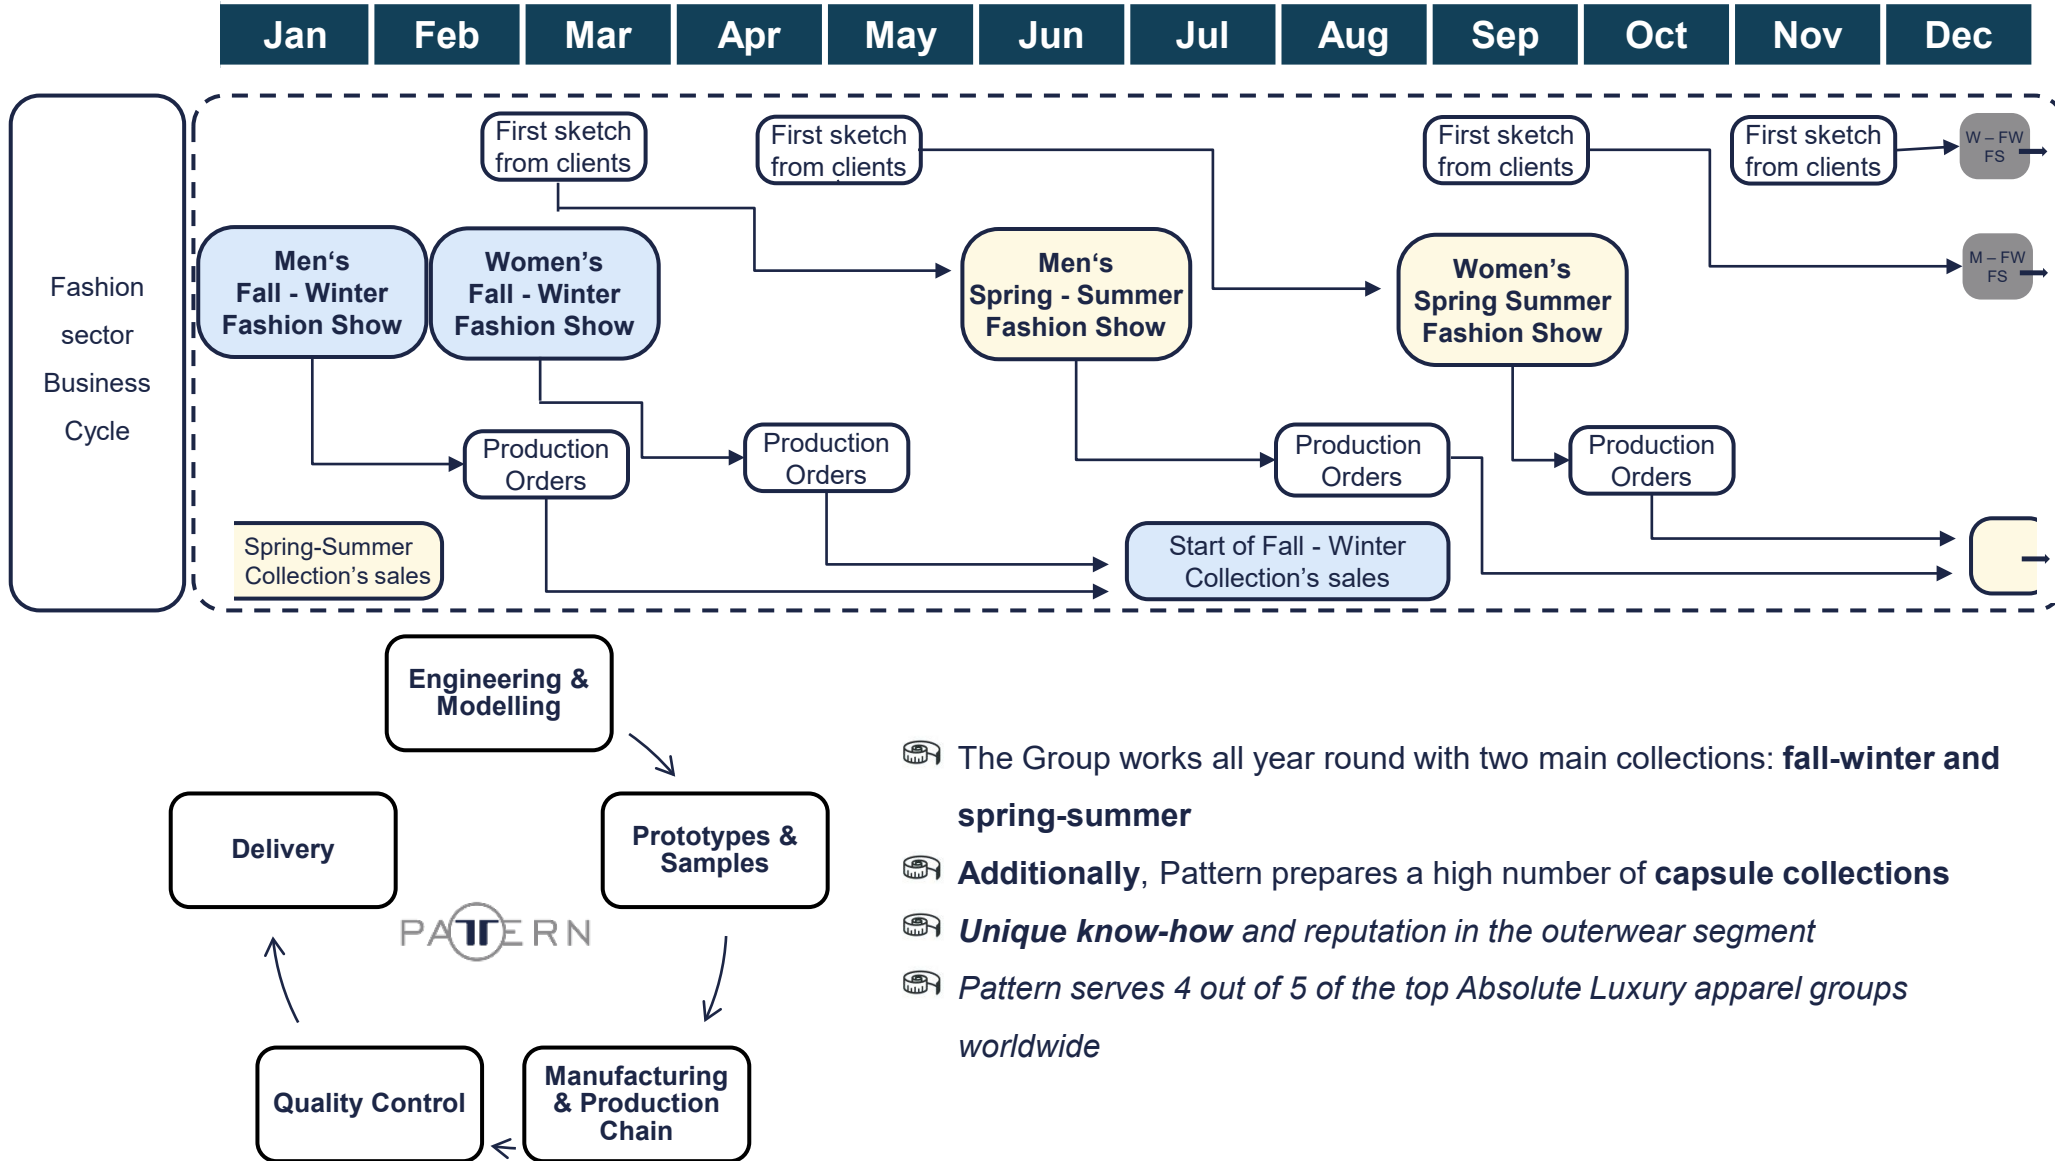 Jan Feb Mar Apr May Jun Jul Aug Sep Oct Nov Dec
Fashion
sector
Business
Cycle
First sketch
from clients
First sketch
from clients
First sketch
from clients
First sketch
from clients
W – FW
FS
M – FW
FS
Men‘s
Fall - Winter
Fashion Show
Women’s
Fall - Winter
Fashion Show
Men‘s
Spring - Summer
Fashion Show
Women’s
Spring Summer
Fashion Show
Production
Orders
Production
Orders
Production
Orders
Production
Orders
Spring-Summer
Collection’s sales
Start of Fall - Winter
Collection’s sales
Engineering &
Modelling
Prototypes &
Samples
Manufacturing
& Production
Chain
Quality Control
Delivery
PATTERN
The Group works all year round with two main collections: fall-winter and
spring-summer
Additionally, Pattern prepares a high number of capsule collections
Unique know-how and reputation in the outerwear segment
Pattern serves 4 out of 5 of the top Absolute Luxury apparel groups
worldwide